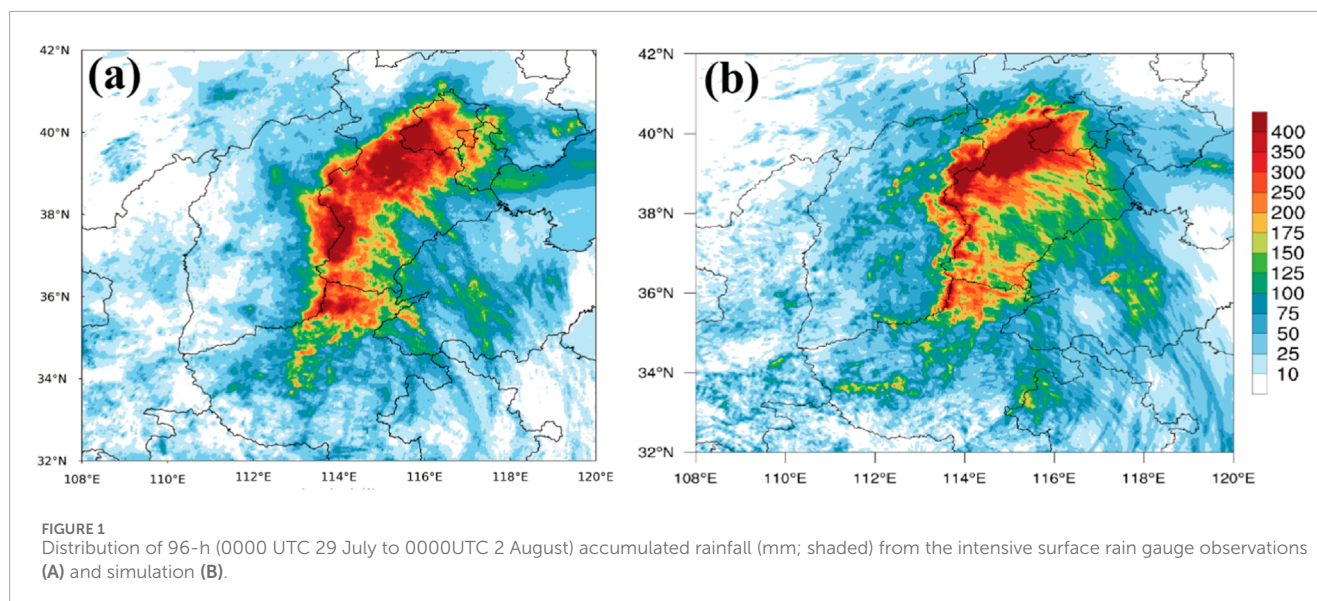 (a)
42°N
40°N
38°N
36°N
34°N
32°N
108°E 110°E 112°E 114°E 116°E 118°E 120°E
(b)
42°N
40°N
38°N
36°N
34°N
32°N
108°E 110°E 112°E 114°E 116°E 118°E 120°E
400
350
300
250
200
175
150
125
100
75
50
25
10
FIGURE 1
Distribution of 96-h (0000 UTC 29 July to 0000UTC 2 August) accumulated rainfall (mm; shaded) from the intensive surface rain gauge observations
(A) and simulation (B).